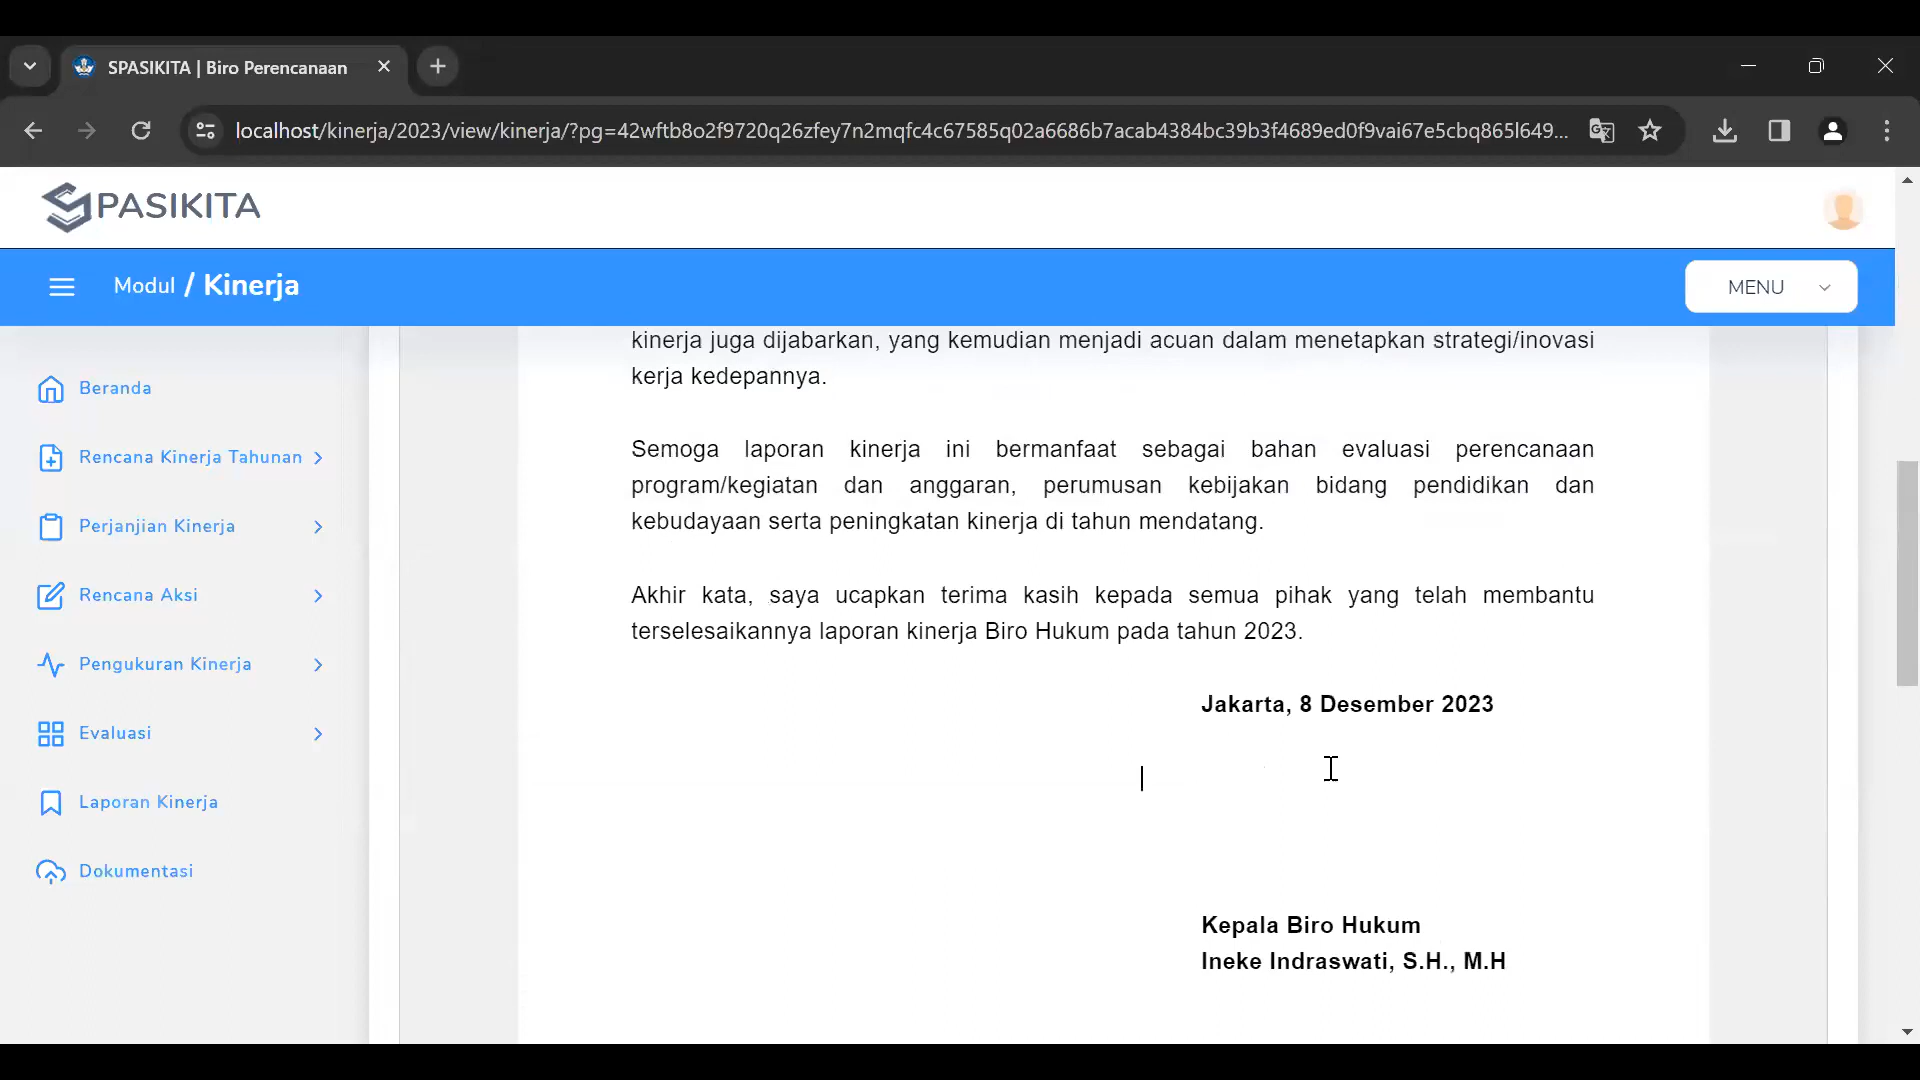 SPASIKITA | Biro Perencanaan
localhost/kinerja/2023/view/kinerja/?pg=42wftb8o2f9720q26zfey7n2mqfc4c67585q02a6686b7acab4384bc39b3f4689ed0f9vai67e5cbq865l649...
SPASIKITA
Modul / Kinerja
MENU
Beranda
Rencana Kinerja Tahunan
Perjanjian Kinerja
Rencana Aksi
Pengukuran Kinerja
Evaluasi
Laporan Kinerja
Dokumentasi
kinerja juga dijabarkan, yang kemudian menjadi acuan dalam menetapkan strategi/inovasi
kerja kedepannya.
Semoga laporan kinerja ini bermanfaat sebagai bahan evaluasi perencanaan
program/kegiatan dan anggaran, perumusan kebijakan bidang pendidikan dan
kebudayaan serta peningkatan kinerja di tahun mendatang.
Akhir kata, saya ucapkan terima kasih kepada semua pihak yang telah membantu
terselesaikannya laporan kinerja Biro Hukum pada tahun 2023.
Jakarta, 8 Desember 2023
Kepala Biro Hukum
Ineke Indraswati, S.H., M.H